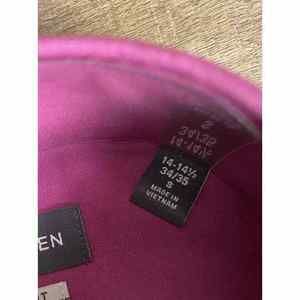 14-14½
34/35
S
MADE IN
VIETNAM
EN
T